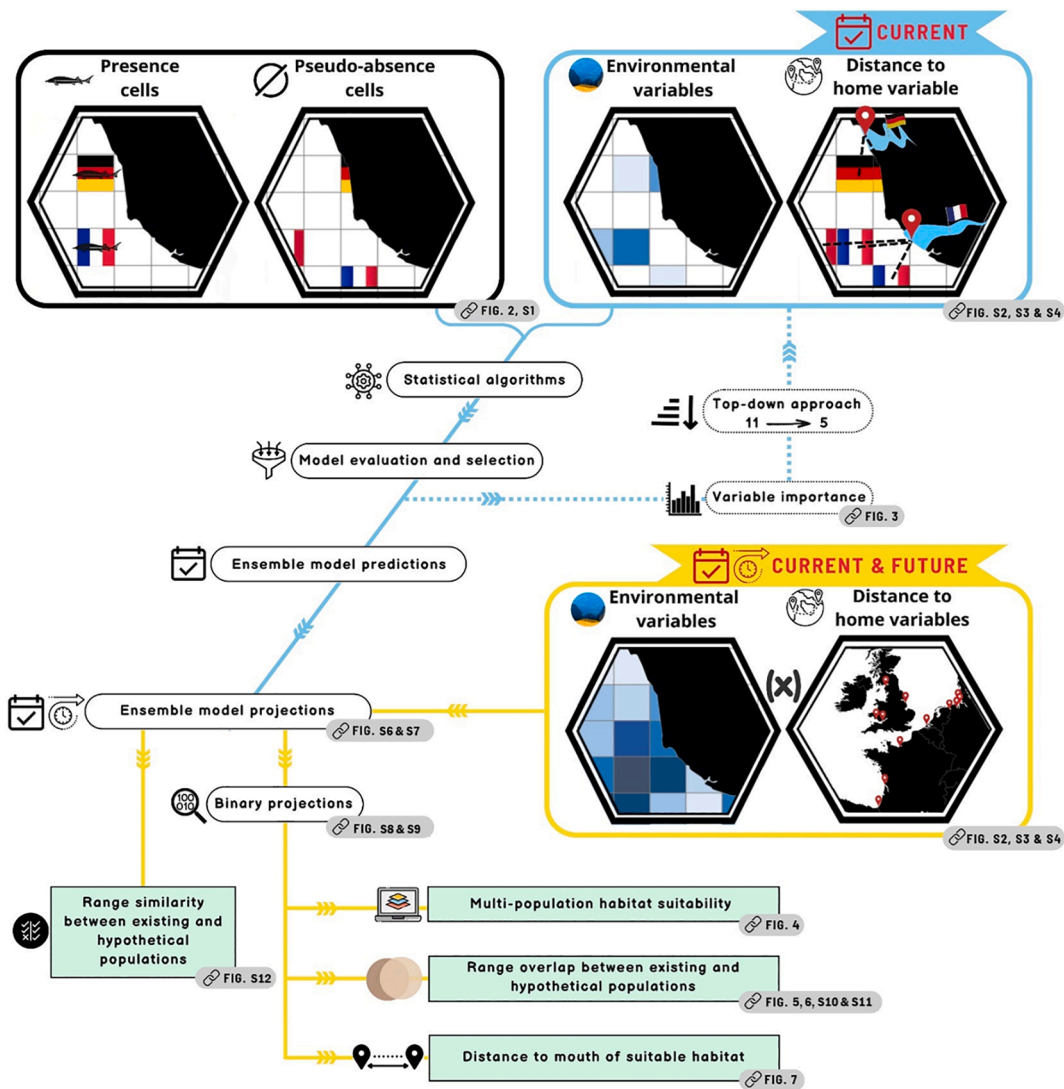 CURRENT
Presence
cells
Pseudo-absence
cells
Environmental
variables
Distance to
home variable
FIG. 2, S1
FIG. S2, S3 & S4
Statistical algorithms
Top-down approach
11 → 5
Model evaluation and selection
Variable importance
FIG. 3
Ensemble model predictions
CURRENT & FUTURE
Environmental
variables
Distance to
home variables
(x)
Ensemble model projections
FIG. S6 & S7
100
010
Binary projections
FIG. S8 & S9
FIG. S2, S3 & S4
Range similarity
between existing and
hypothetical
populations
FIG. S12
Multi-population habitat suitability
FIG. 4
Range overlap between existing and
hypothetical populations
FIG. 5, 6, S10 & S11
Distance to mouth of suitable habitat
FIG. 7